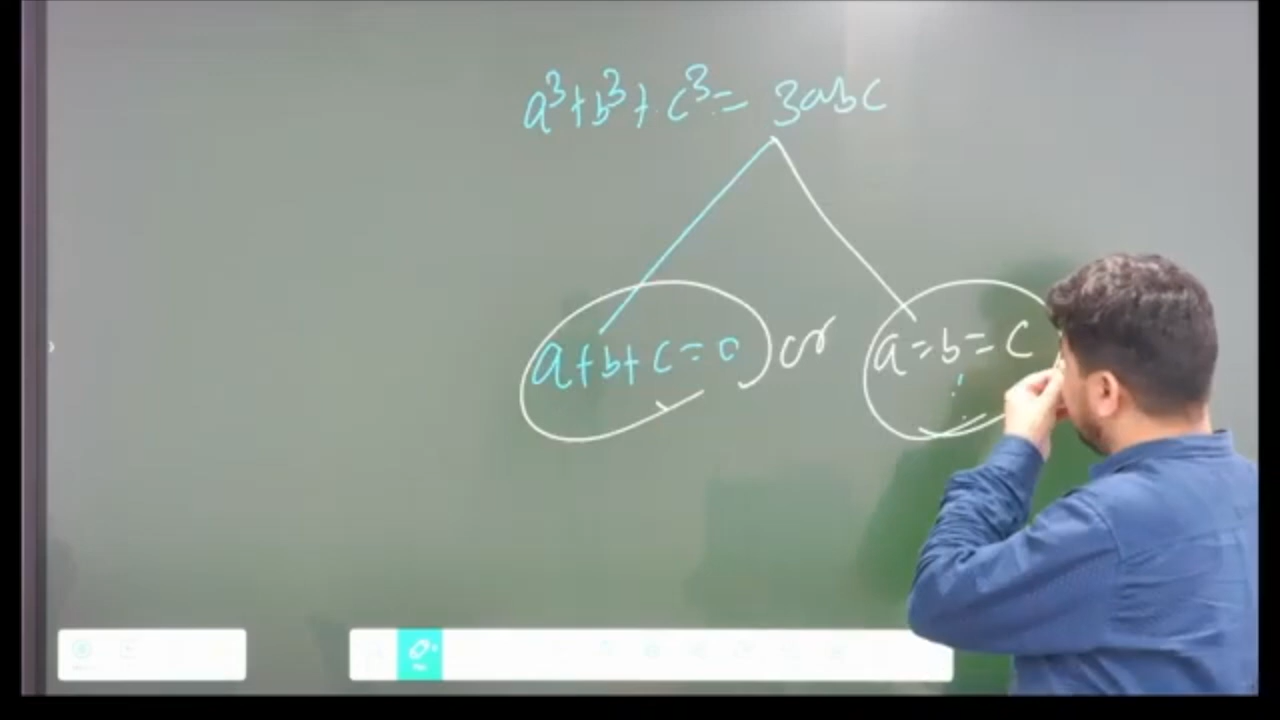 a³+b³+c³= 3abc
a+b+c=0 or a=b=c